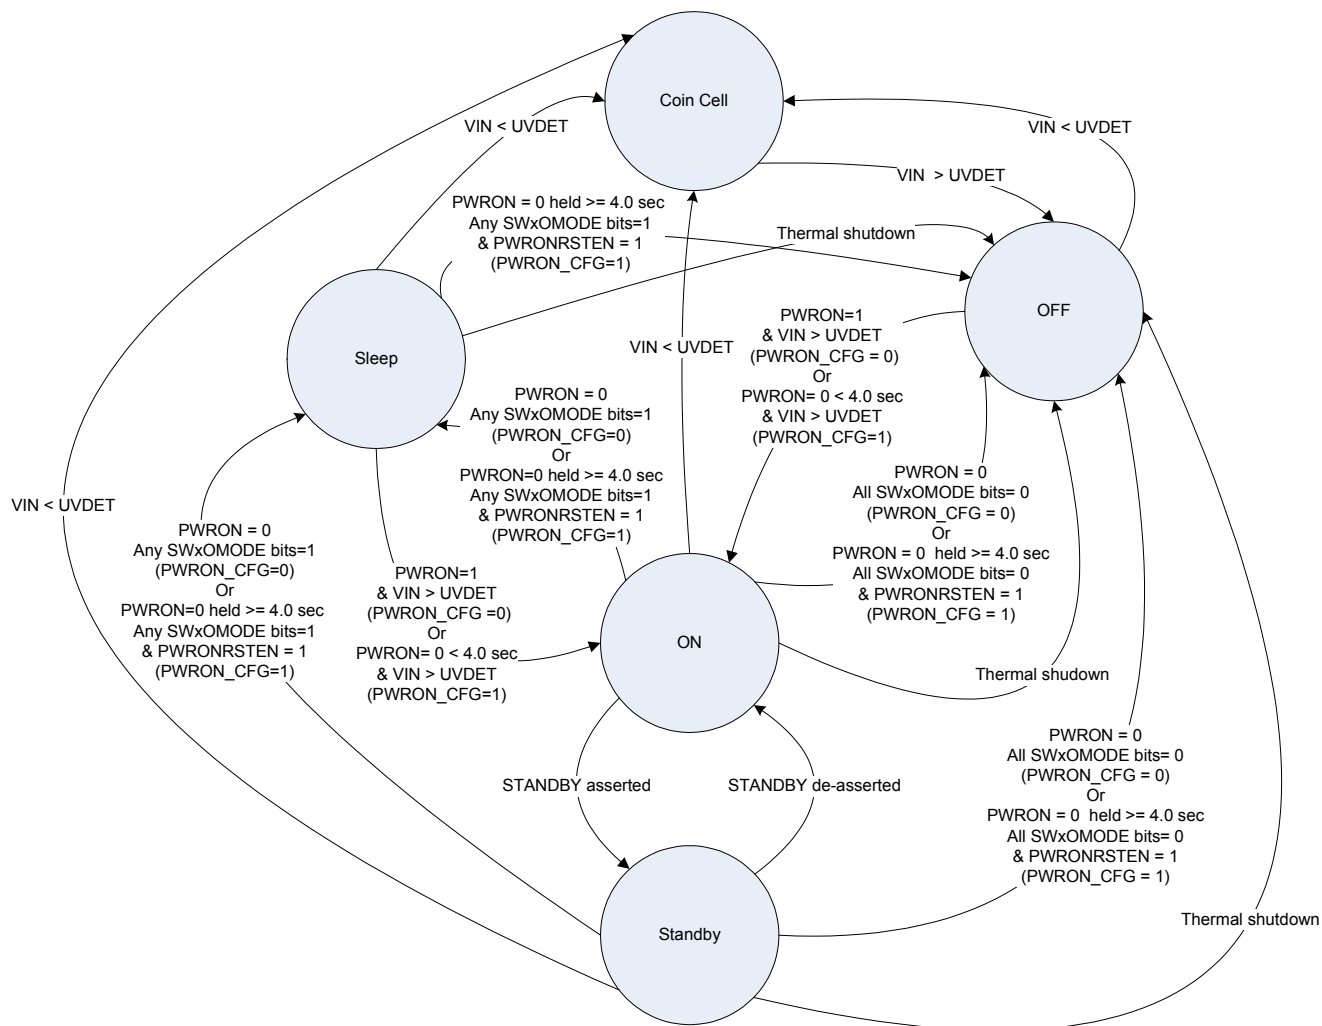 Coin Cell
VIN < UVDET
VIN < UVDET
VIN > UVDET
PWRON = 0 held >= 4.0 sec
Any SWxOMODE bits=1
& PWRONRSTEN = 1
(PWRON_CFG=1)
Thermal shutdown
OFF
Sleep
VIN < UVDET
PWRON=1
& VIN > UVDET
(PWRON_CFG = 0)
Or
PWRON= 0 < 4.0 sec
& VIN > UVDET
(PWRON_CFG=1)
PWRON = 0
Any SWxOMODE bits=1
(PWRON_CFG=0)
Or
PWRON=0 held >= 4.0 sec
Any SWxOMODE bits=1
& PWRONRSTEN = 1
(PWRON_CFG=1)
VIN < UVDET
PWRON = 0
All SWxOMODE bits= 0
(PWRON_CFG = 0)
Or
PWRON = 0 held >= 4.0 sec
All SWxOMODE bits= 0
& PWRONRSTEN = 1
(PWRON_CFG = 1)
PWRON = 0
Any SWxOMODE bits=1
(PWRON_CFG=0)
Or
PWRON=0 held >= 4.0 sec
Any SWxOMODE bits=1
& PWRONRSTEN = 1
(PWRON_CFG=1)
PWRON=1
& VIN > UVDET
(PWRON_CFG =0)
Or
PWRON= 0 < 4.0 sec
& VIN > UVDET
(PWRON_CFG=1)
ON
Thermal shudown
STANDBY asserted
STANDBY de-asserted
PWRON = 0
All SWxOMODE bits= 0
(PWRON_CFG = 0)
Or
PWRON = 0 held >= 4.0 sec
All SWxOMODE bits= 0
& PWRONRSTEN = 1
(PWRON_CFG = 1)
Standby
Thermal shutdown